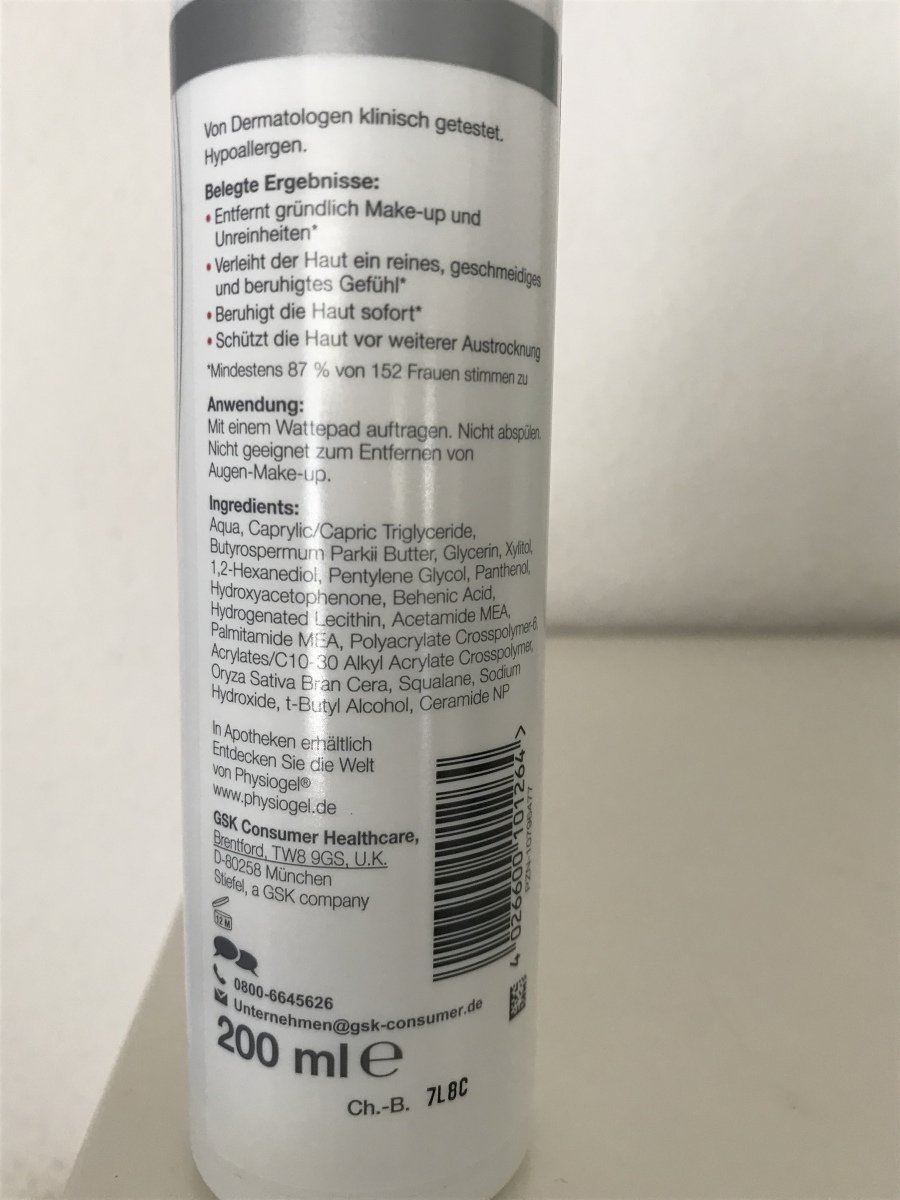 Von Dermatologen klinisch getestet.
Hypoallergen.
Belegte Ergebnisse:
• Entfernt gründlich Make-up und
Unreinheiten*
• Verleiht der Haut ein reines, geschmeidiges
und beruhigtes Gefühl*
• Beruhigt die Haut sofort*
• Schützt die Haut vor weiterer Austrocknung
*Mindestens 87 % von 152 Frauen stimmen zu
Anwendung:
Mit einem Wattepad auftragen. Nicht abspülen.
Nicht geeignet zum Entfernen von
Augen-Make-up.
Ingredients:
Aqua, Caprylic/Capric Triglyceride,
Butyrospermum Parkii Butter, Glycerin, Xylitol,
1,2-Hexanediol, Pentylene Glycol, Panthenol,
Hydroxyacetophenone, Behenic Acid,
Hydrogenated Lecithin, Acetamide MEA,
Palmitamide MEA, Polyacrylate Crosspolymer-6,
Acrylates/C10-30 Alkyl Acrylate Crosspolymer,
Oryza Sativa Bran Cera, Squalane, Sodium
Hydroxide, t-Butyl Alcohol, Ceramide NP
In Apotheken erhältlich
Entdecken Sie die Welt
von Physiogel®
www.physiogel.de
GSK Consumer Healthcare,
Brentford, TW8 9GS, U.K.
D-80258 München
Stiefel, a GSK company
12 M
4 026600 101264 >
PZN-10796477
0800-6645626
Unternehmen@gsk-consumer.de
200 ml e
Ch.-B. 7L8C